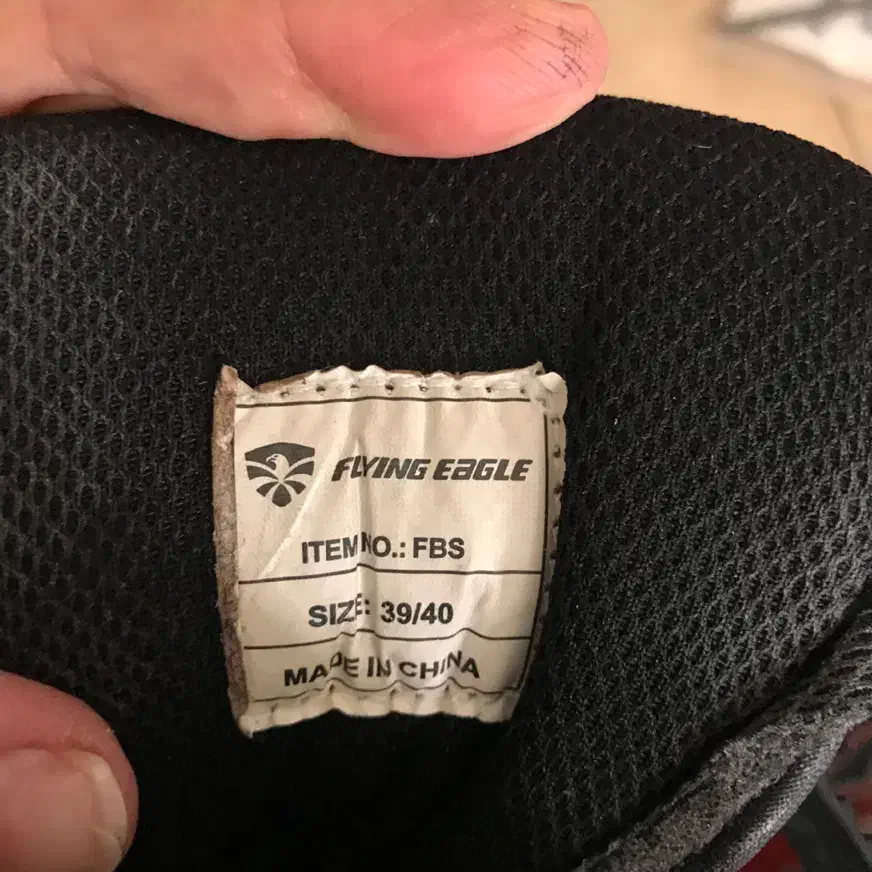 FLYING EAGLE
ITEM NO.: FBS
SIZE: 39/40
MADE IN CHINA